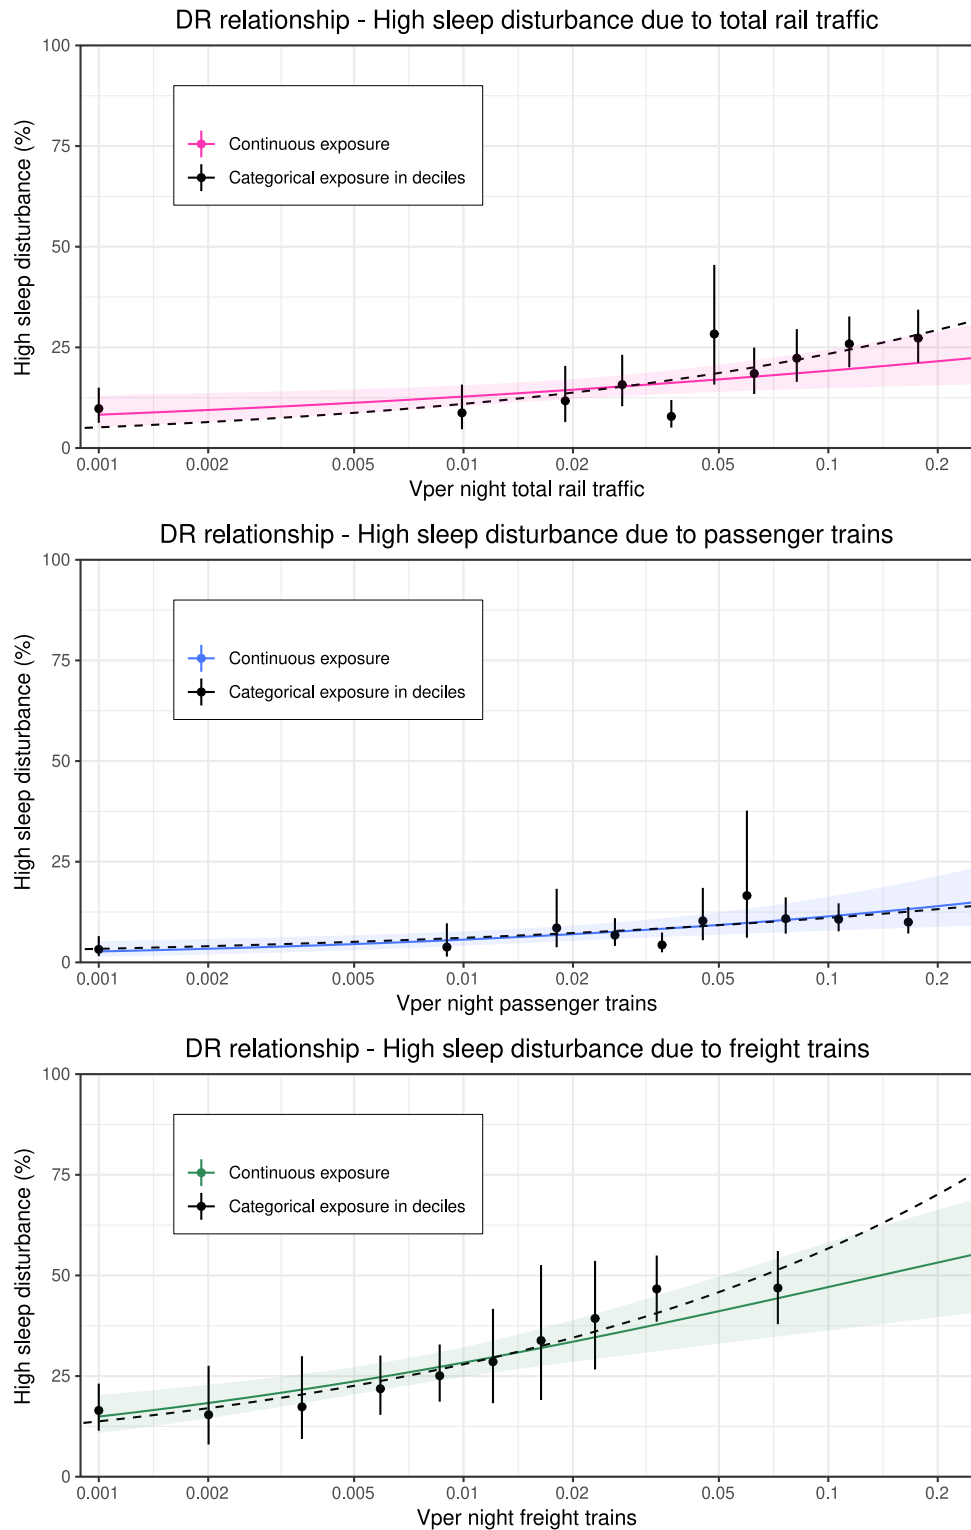 DR relationship - High sleep disturbance due to total rail traffic
100
75
50
25
0
High sleep disturbance (%)
Continuous exposure
Categorical exposure in deciles
0.001 0.002 0.005 0.01 0.02 0.05 0.1 0.2
Vper night total rail traffic
DR relationship - High sleep disturbance due to passenger trains
100
75
50
25
0
High sleep disturbance (%)
Continuous exposure
Categorical exposure in deciles
0.001 0.002 0.005 0.01 0.02 0.05 0.1 0.2
Vper night passenger trains
DR relationship - High sleep disturbance due to freight trains
100
75
50
25
0
High sleep disturbance (%)
Continuous exposure
Categorical exposure in deciles
0.001 0.002 0.005 0.01 0.02 0.05 0.1 0.2
Vper night freight trains